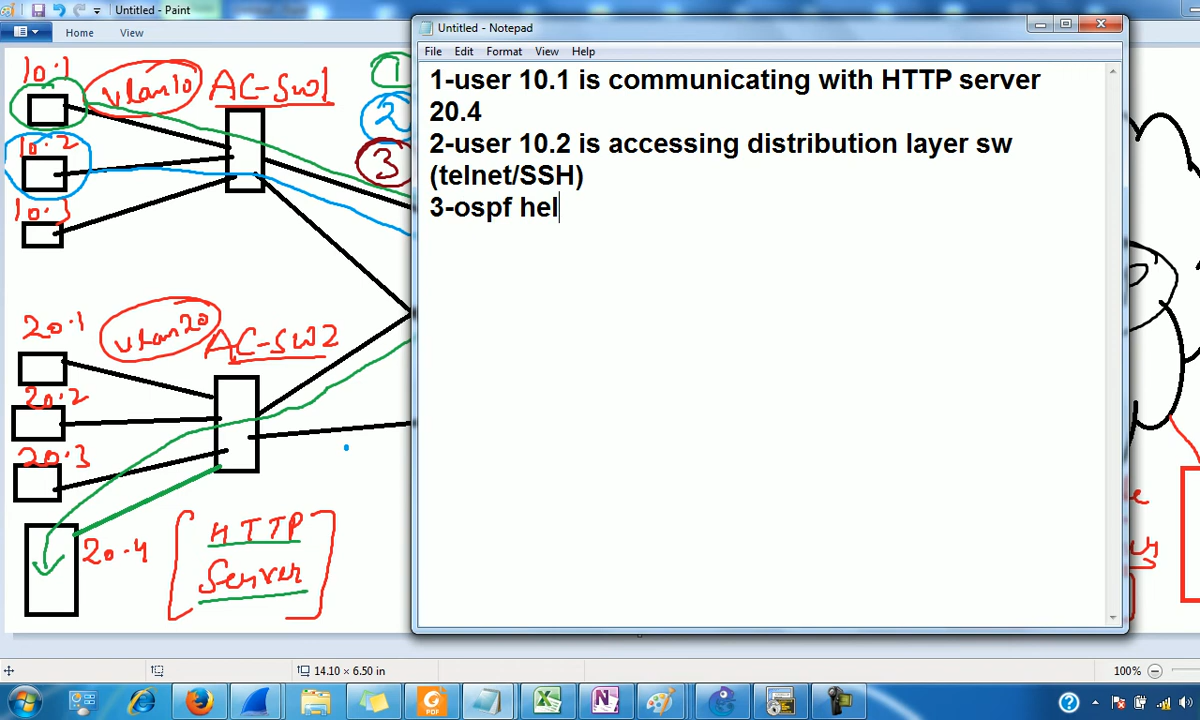 Untitled - Paint
Home View
Untitled - Notepad
File Edit Format View Help
1-user 10.1 is communicating with HTTP server
20.4
2-user 10.2 is accessing distribution layer sw
(telnet/SSH)
3-ospf hel
10.1
vlan10
AC-SW1
1
10.2
2
3
10.3
20.1
vlan20
AC-SW2
20.2
20.3
20.4
HTTP
Server
14.10 × 6.50 in
100%
PDF